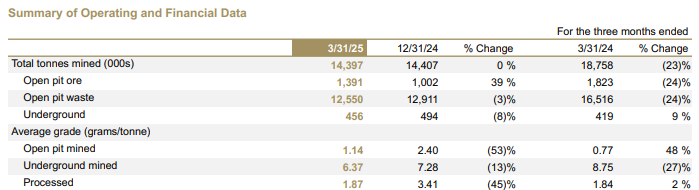 Summary of Operating and Financial Data
For the three months ended
3/31/25 12/31/24 % Change 3/31/24 % Change
Total tonnes mined (000s) 14,397 14,407 0 % 18,758 (23)%
Open pit ore 1,391 1,002 39 % 1,823 (24)%
Open pit waste 12,550 12,911 (3)% 16,516 (24)%
Underground 456 494 (8)% 419 9 %
Average grade (grams/tonne)
Open pit mined 1.14 2.40 (53)% 0.77 48 %
Underground mined 6.37 7.28 (13)% 8.75 (27)%
Processed 1.87 3.41 (45)% 1.84 2 %